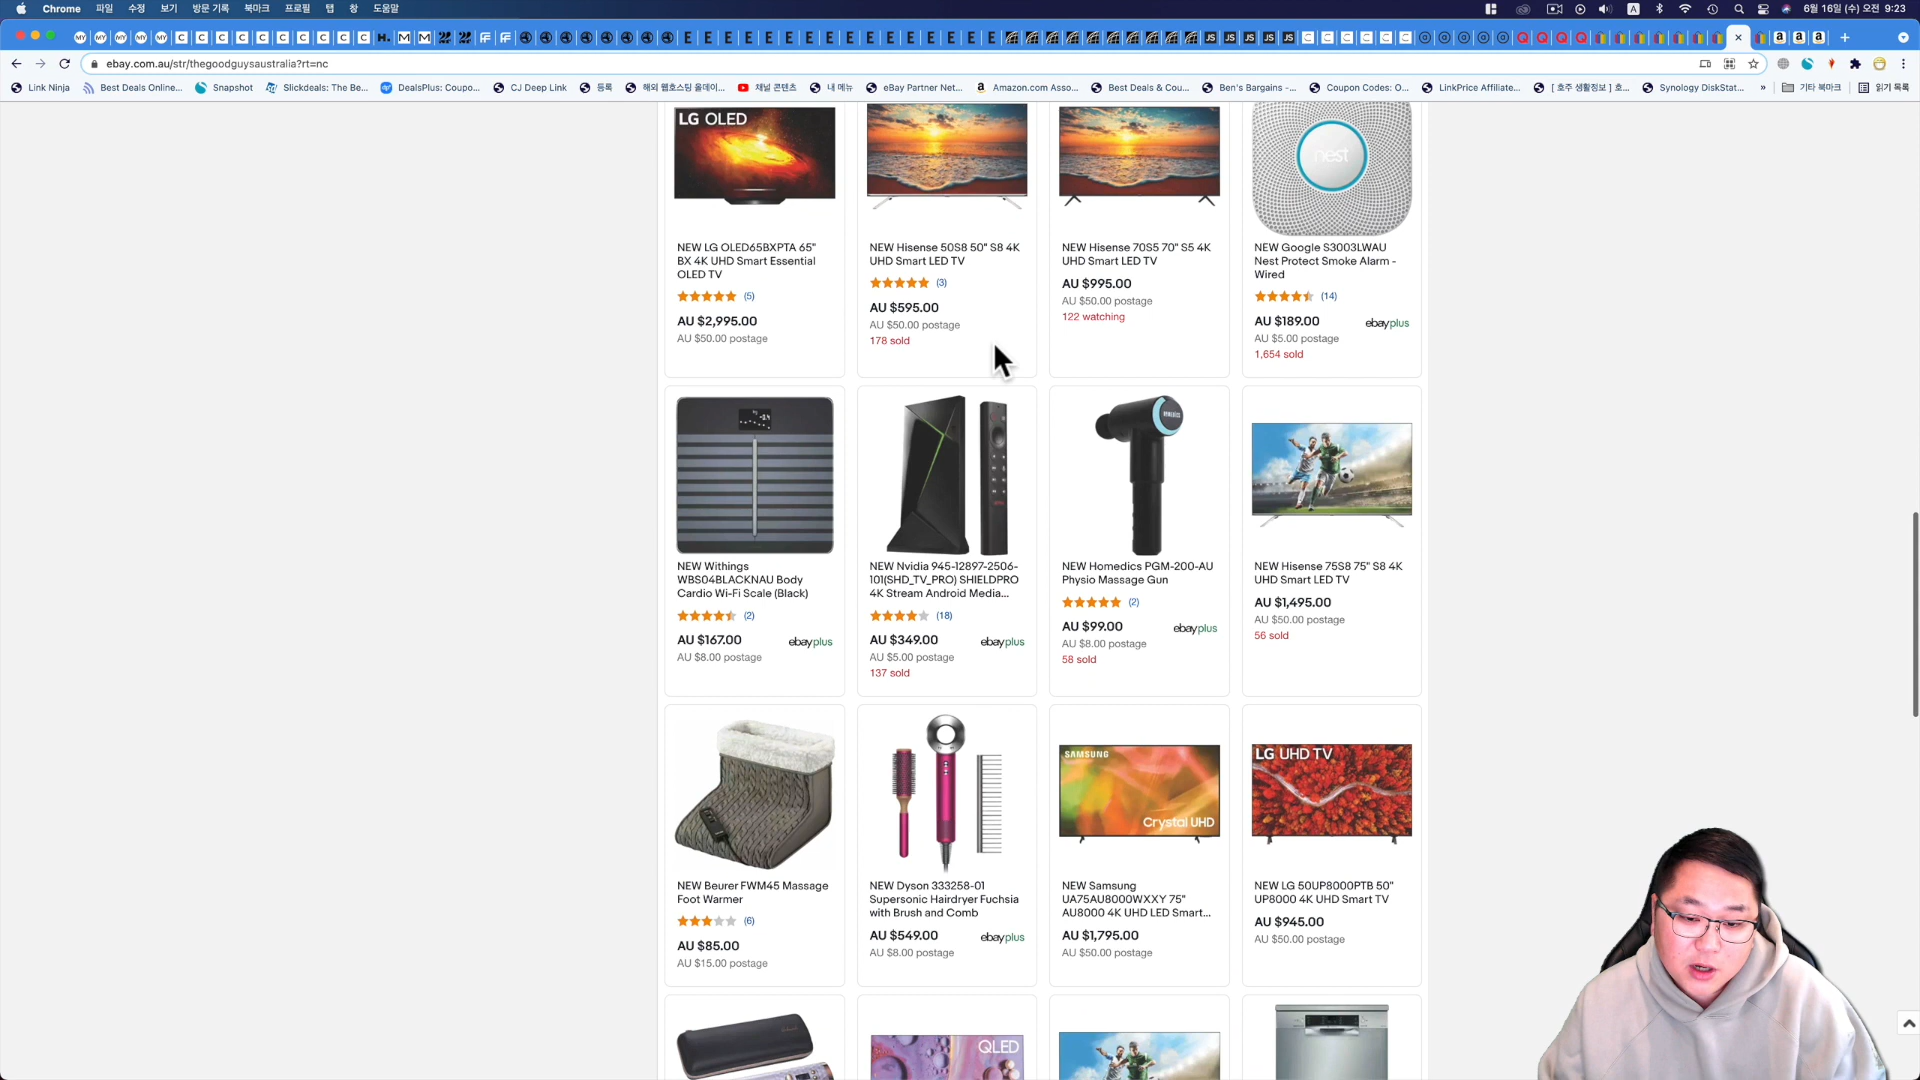 Chrome 파일 수정 보기 방문 기록 북마크 프로필 탭 창 도움말
A 6월 16일 (수) 오전 9:23
ebay.com.au/str/thegoodguysaustralia?rt=nc
Link Ninja Best Deals Online... Snapshot Slickdeals: The Be... DealsPlus: Coupo... CJ Deep Link 등록 해외 웹호스팅 올데이... 채널 콘텐츠 내 메뉴 eBay Partner Net... Amazon.com Asso... Best Deals & Cou... Ben's Bargains -... Coupon Codes: O... LinkPrice Affiliate... [ 호주 생활정보 ] 호... Synology DiskStat... » 기타 북마크 읽기 목록
LG OLED
nest
NEW LG OLED65BXPTA 65"
BX 4K UHD Smart Essential
OLED TV
(5)
AU $2,995.00
AU $50.00 postage
NEW Hisense 50S8 50" S8 4K
UHD Smart LED TV
(3)
AU $595.00
AU $50.00 postage
178 sold
NEW Hisense 70S5 70" S5 4K
UHD Smart LED TV
AU $995.00
AU $50.00 postage
122 watching
NEW Google S3003LWAU
Nest Protect Smoke Alarm -
Wired
(14)
AU $189.00 ebayplus
AU $5.00 postage
1,654 sold
NEW Withings
WBS04BLACKNAU Body
Cardio Wi-Fi Scale (Black)
(2)
AU $167.00 ebayplus
AU $8.00 postage
NEW Nvidia 945-12897-2506-
101(SHD_TV_PRO) SHIELDPRO
4K Stream Android Media...
(18)
AU $349.00 ebayplus
AU $5.00 postage
137 sold
HOMEDICS
NEW Homedics PGM-200-AU
Physio Massage Gun
(2)
AU $99.00 ebayplus
AU $8.00 postage
58 sold
NEW Hisense 75S8 75" S8 4K
UHD Smart LED TV
AU $1,495.00
AU $50.00 postage
56 sold
NEW Beurer FWM45 Massage
Foot Warmer
(6)
AU $85.00
AU $15.00 postage
NEW Dyson 333258-01
Supersonic Hairdryer Fuchsia
with Brush and Comb
AU $549.00 ebayplus
AU $8.00 postage
SAMSUNG
Crystal UHD
NEW Samsung
UA75AU8000WXXY 75"
AU8000 4K UHD LED Smart...
AU $1,795.00
AU $50.00 postage
LG UHD TV
NEW LG 50UP8000PTB 50"
UP8000 4K UHD Smart TV
AU $945.00
AU $50.00 postage
QLED